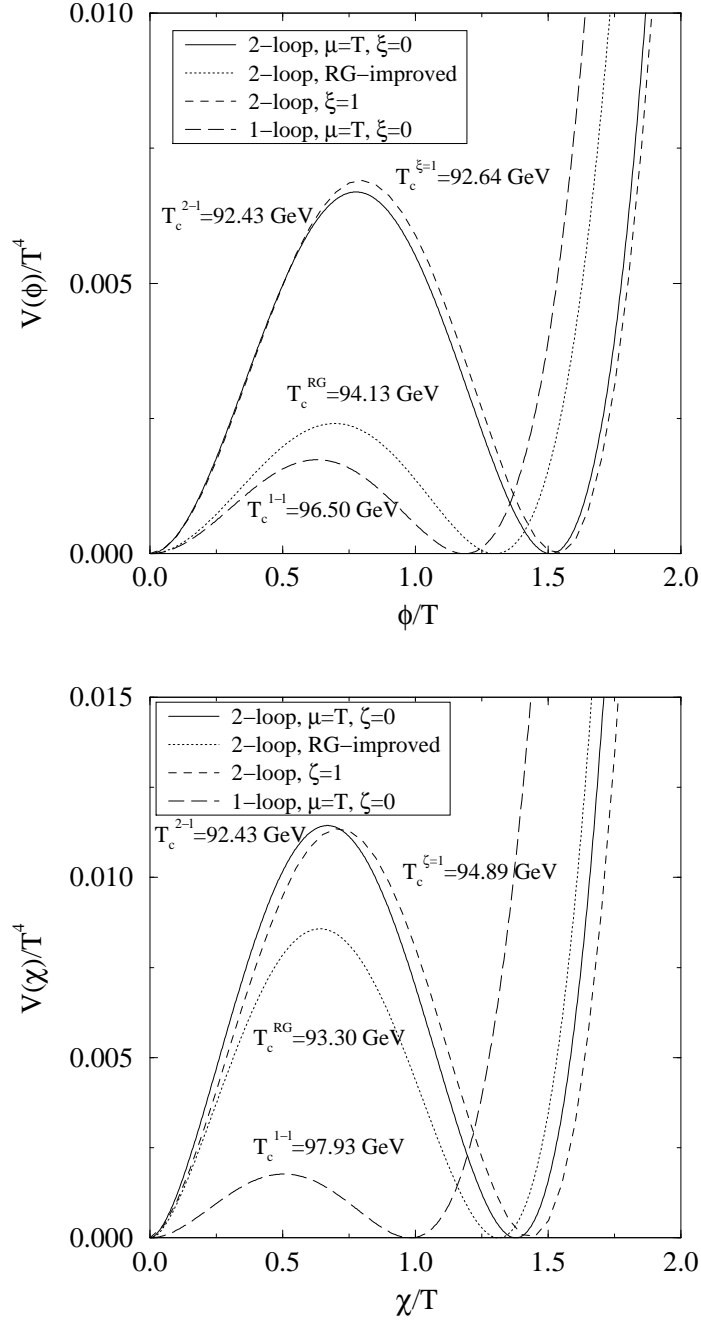 0.010
2−loop, μ=T, ξ=0
2−loop, RG−improved
2−loop, ξ=1
1−loop, μ=T, ξ=0
T_c^{ξ=1}=92.64 GeV
T_c^{2−l}=92.43 GeV
0.005
V(ϕ)/T^4
T_c^{RG}=94.13 GeV
T_c^{1−l}=96.50 GeV
0.000
0.0 0.5 1.0 1.5 2.0
ϕ/T
0.015
2−loop, μ=T, ζ=0
2−loop, RG−improved
2−loop, ζ=1
1−loop, μ=T, ζ=0
T_c^{2−l}=92.43 GeV
T_c^{ζ=1}=94.89 GeV
0.010
V(χ)/T^4
T_c^{RG}=93.30 GeV
0.005
T_c^{1−l}=97.93 GeV
0.000
0.0 0.5 1.0 1.5 2.0
χ/T